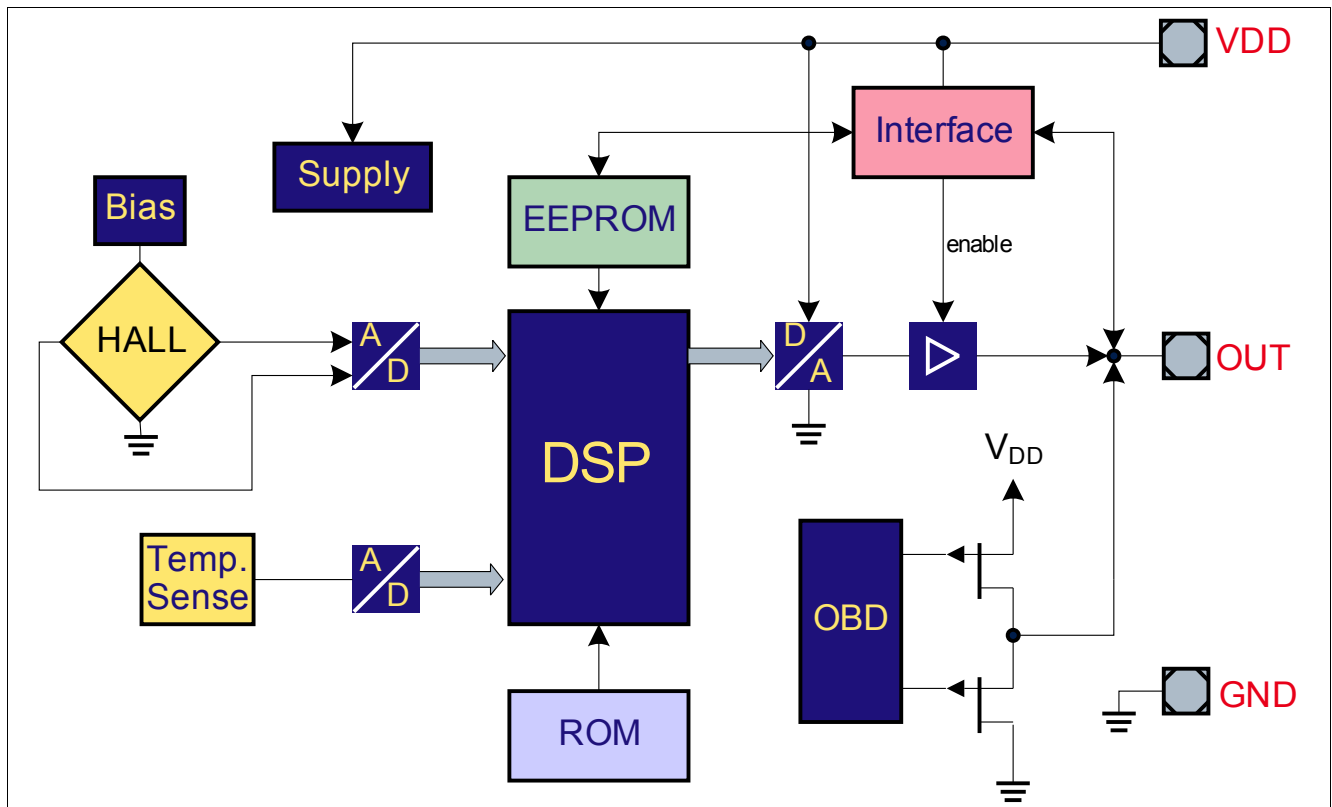 VDD
Interface
Supply
Bias
EEPROM
enable
HALL
A
D
D
A
OUT
DSP
VDD
Temp.
Sense
A
D
OBD
GND
ROM